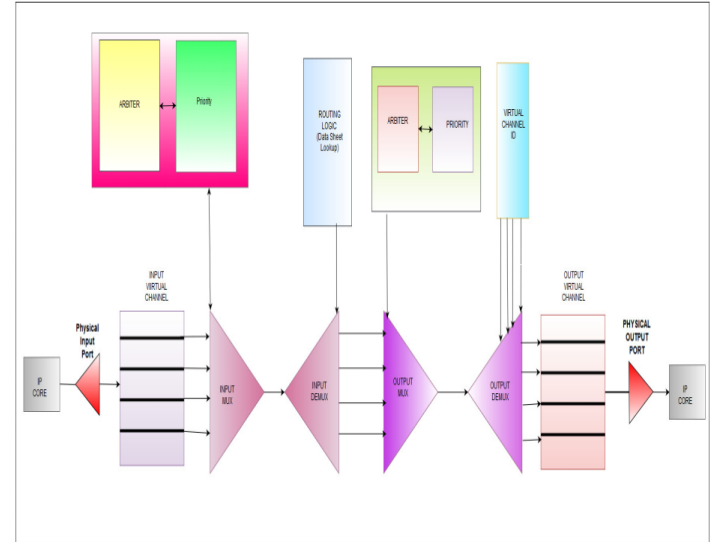 ARBITER
Priority
ROUTING
LOGIC
(Data Sheet
Lookup)
ARBITER
PRIORITY
VIRTUAL
CHANNEL
ID
INPUT
VIIRTUAL
CHANNEL
OUTPUT
VIRTUAL
CHANNEL
Physical
Input
Port
PHYSICAL
OUTPUT
PORT
IP
CORE
INPUT
MUX
INPUT
DEMUX
OUTPUT
MUX
OUTPUT
DEMUX
IP
CORE